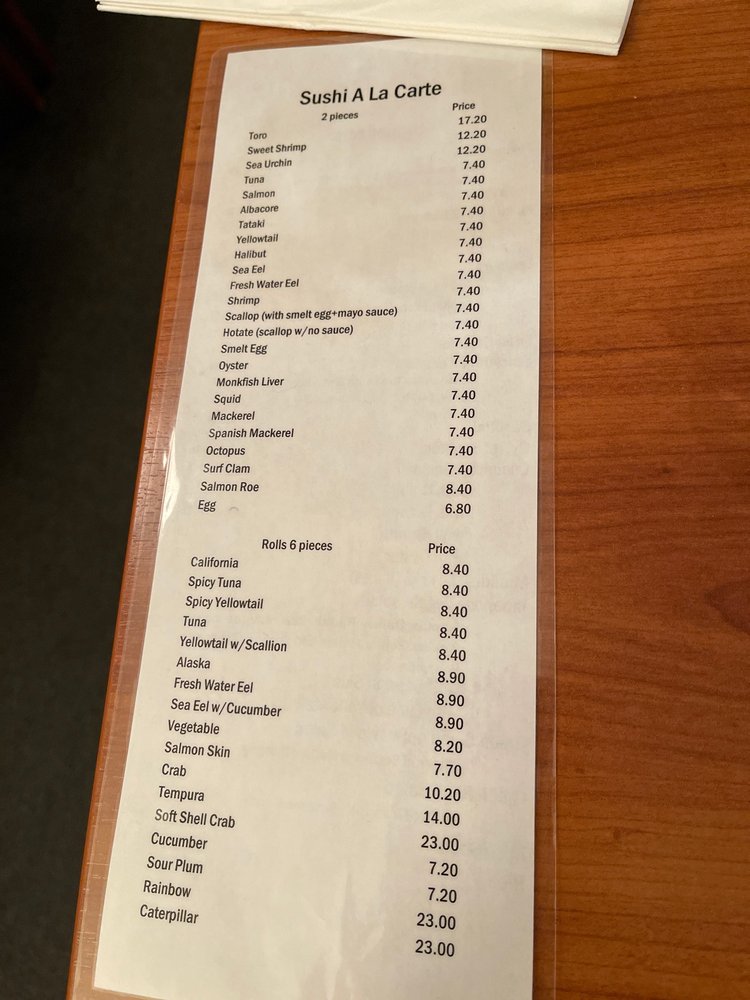 Sushi A La Carte
2 pieces Price
Toro 17.20
Sweet Shrimp 12.20
Sea Urchin 12.20
Tuna 7.40
Salmon 7.40
Albacore 7.40
Tataki 7.40
Yellowtail 7.40
Halibut 7.40
Sea Eel 7.40
Fresh Water Eel 7.40
Shrimp 7.40
Scallop (with smelt egg+mayo sauce) 7.40
Hotate (scallop w/no sauce) 7.40
Smelt Egg 7.40
Oyster 7.40
Monkfish Liver 7.40
Squid 7.40
Mackerel 7.40
Spanish Mackerel 7.40
Octopus 7.40
Surf Clam 7.40
Salmon Roe 8.40
Egg 6.80
Rolls 6 pieces Price
California 8.40
Spicy Tuna 8.40
Spicy Yellowtail 8.40
Tuna 8.40
Yellowtail w/Scallion 8.40
Alaska 8.90
Fresh Water Eel 8.90
Sea Eel w/Cucumber 8.90
Vegetable 8.20
Salmon Skin 7.70
Crab 10.20
Tempura 14.00
Soft Shell Crab 23.00
Cucumber 7.20
Sour Plum 7.20
Rainbow 23.00
Caterpillar 23.00